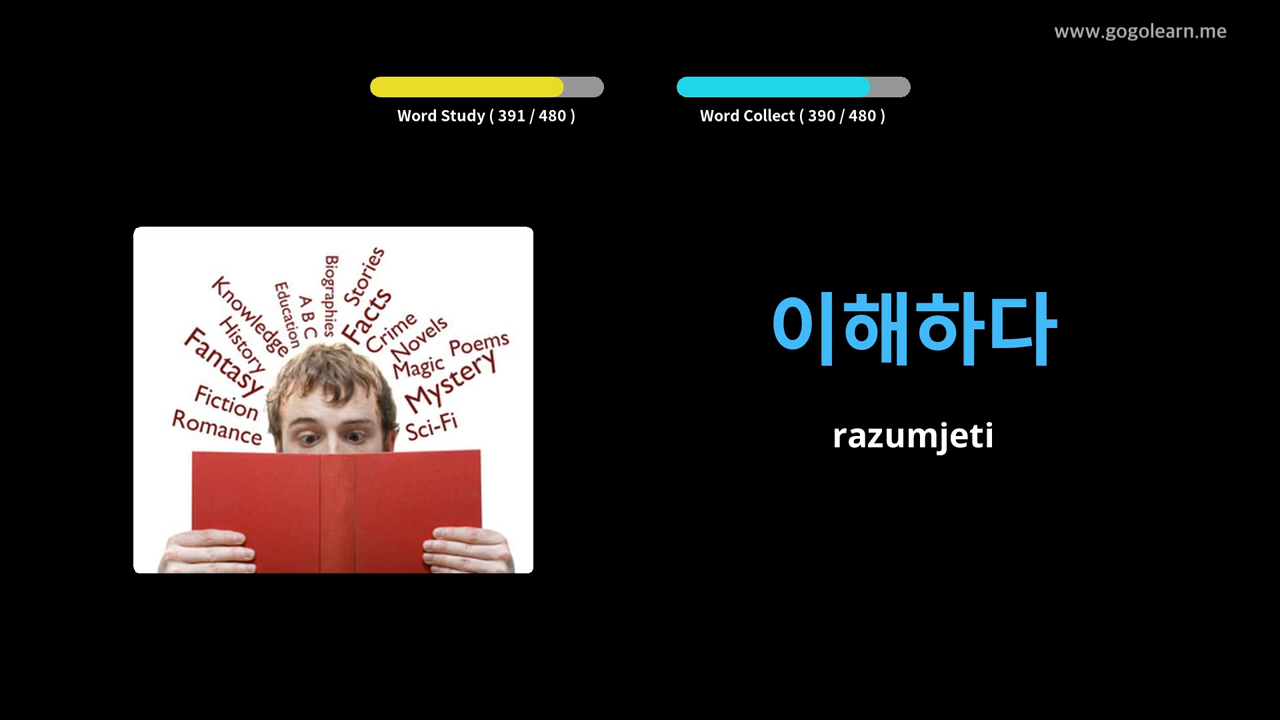 www.gogolearn.me
Word Study ( 391 / 480 )
Word Collect ( 390 / 480 )
Knowledge
History
Fantasy
Fiction
Romance
Education
A B C
Biographies
Stories
Facts
Crime
Novels
Magic
Poems
Mystery
Sci-Fi
이해하다
razumjeti